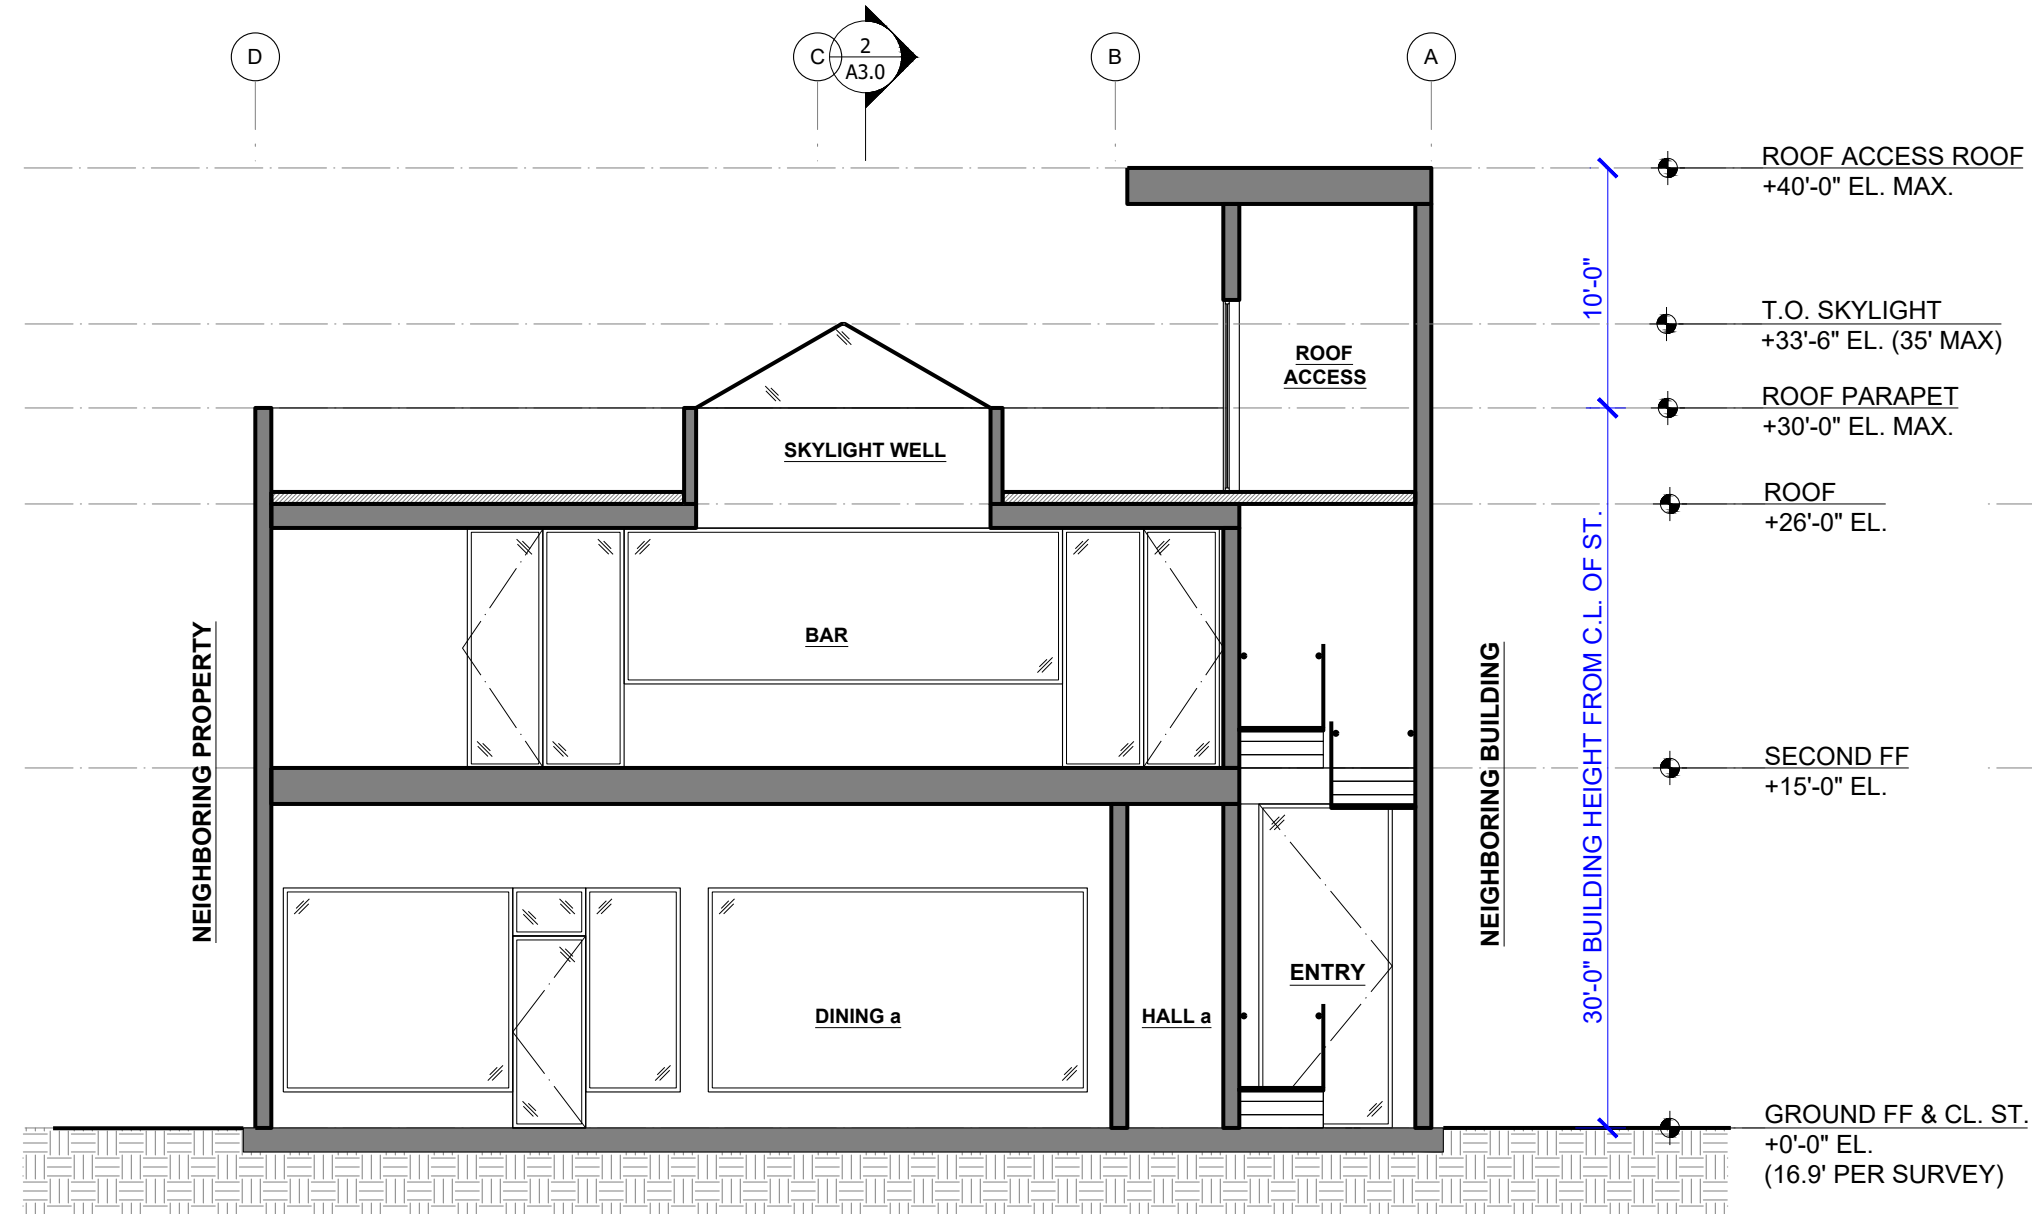 D
C
2
A3.0
B
A
ROOF ACCESS ROOF
+40'-0" EL. MAX.
10'-0"
T.O. SKYLIGHT
+33'-6" EL. (35' MAX)
ROOF
ACCESS
ROOF PARAPET
+30'-0" EL. MAX.
SKYLIGHT WELL
ROOF
+26'-0" EL.
30'-0" BUILDING HEIGHT FROM C.L. OF ST.
BAR
NEIGHBORING PROPERTY
NEIGHBORING BUILDING
SECOND FF
+15'-0" EL.
ENTRY
DINING a
HALL a
GROUND FF & CL. ST.
+0'-0" EL.
(16.9' PER SURVEY)